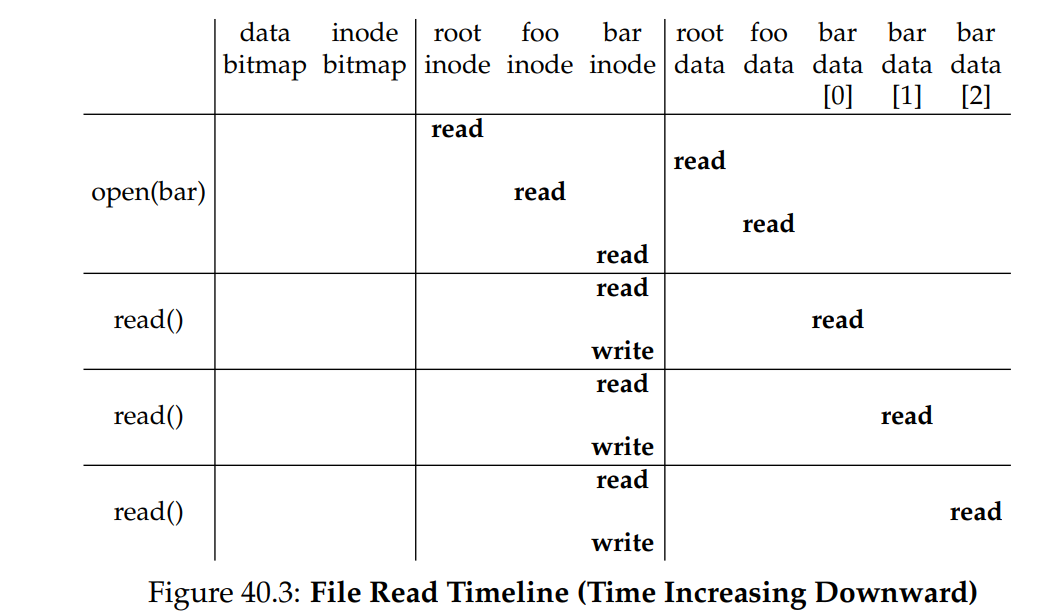 data inode root foo bar root foo bar bar bar
bitmap bitmap inode inode inode data data data data data
[0] [1] [2]
read
read
open(bar) read
read
read
read
read() read
write
read
read() read
write
read
read() read
write
Figure 40.3: File Read Timeline (Time Increasing Downward)